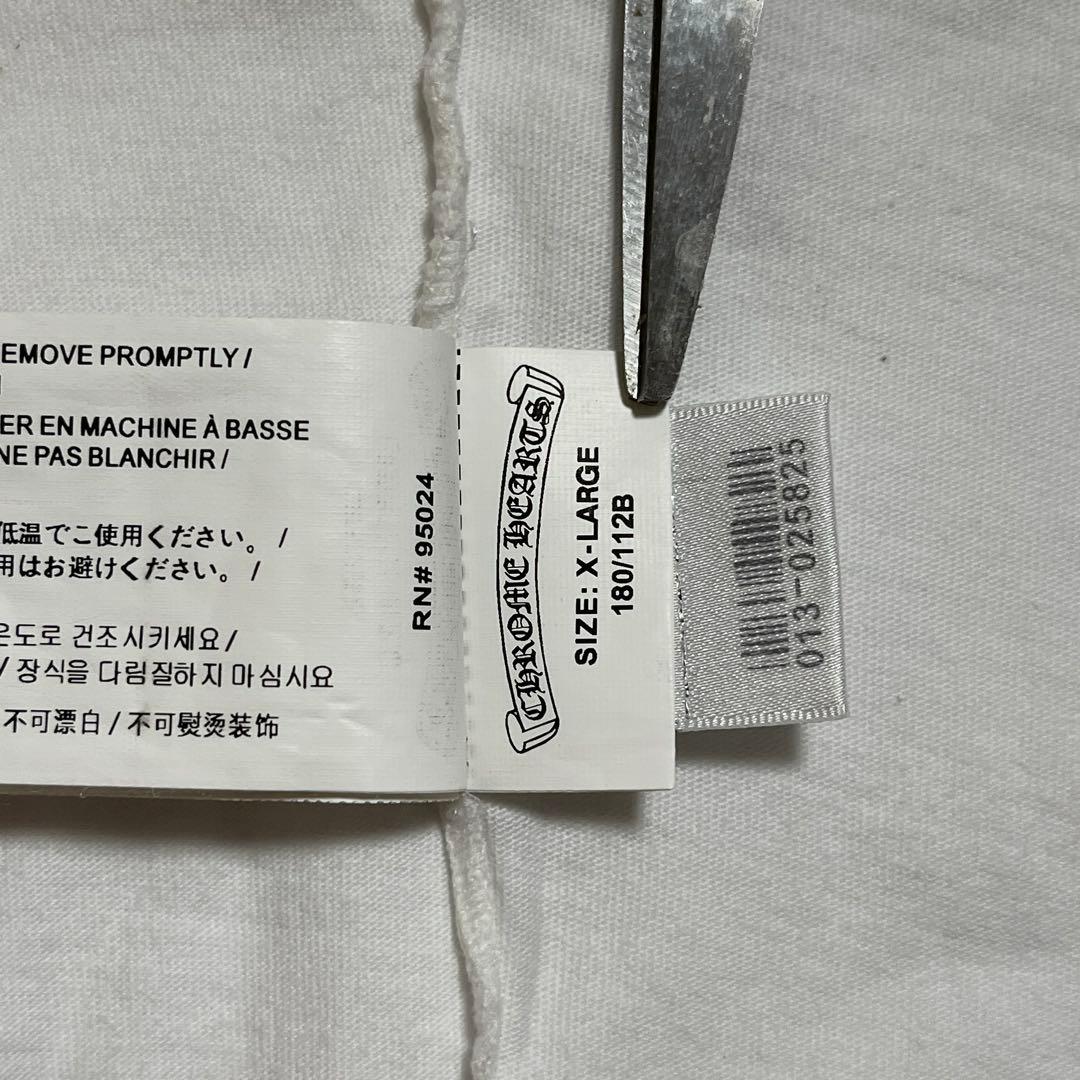 EMOVE PROMPTLY /
ER EN MACHINE À BASSE
NE PAS BLANCHIR /
低温でご使用ください。 /
用はお避けください。 /
온도로 건조시키세요 /
/ 장식을 다림질하지 마십시요
不可漂白 / 不可熨烫装饰
RN# 95024
CHROME HEARTS
SIZE: X-LARGE
180/112B
013-0258825